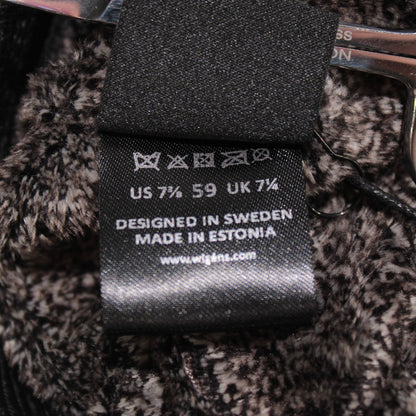 US 7⅜ 59 UK 7¼
DESIGNED IN SWEDEN
MADE IN ESTONIA
www.wigens.com